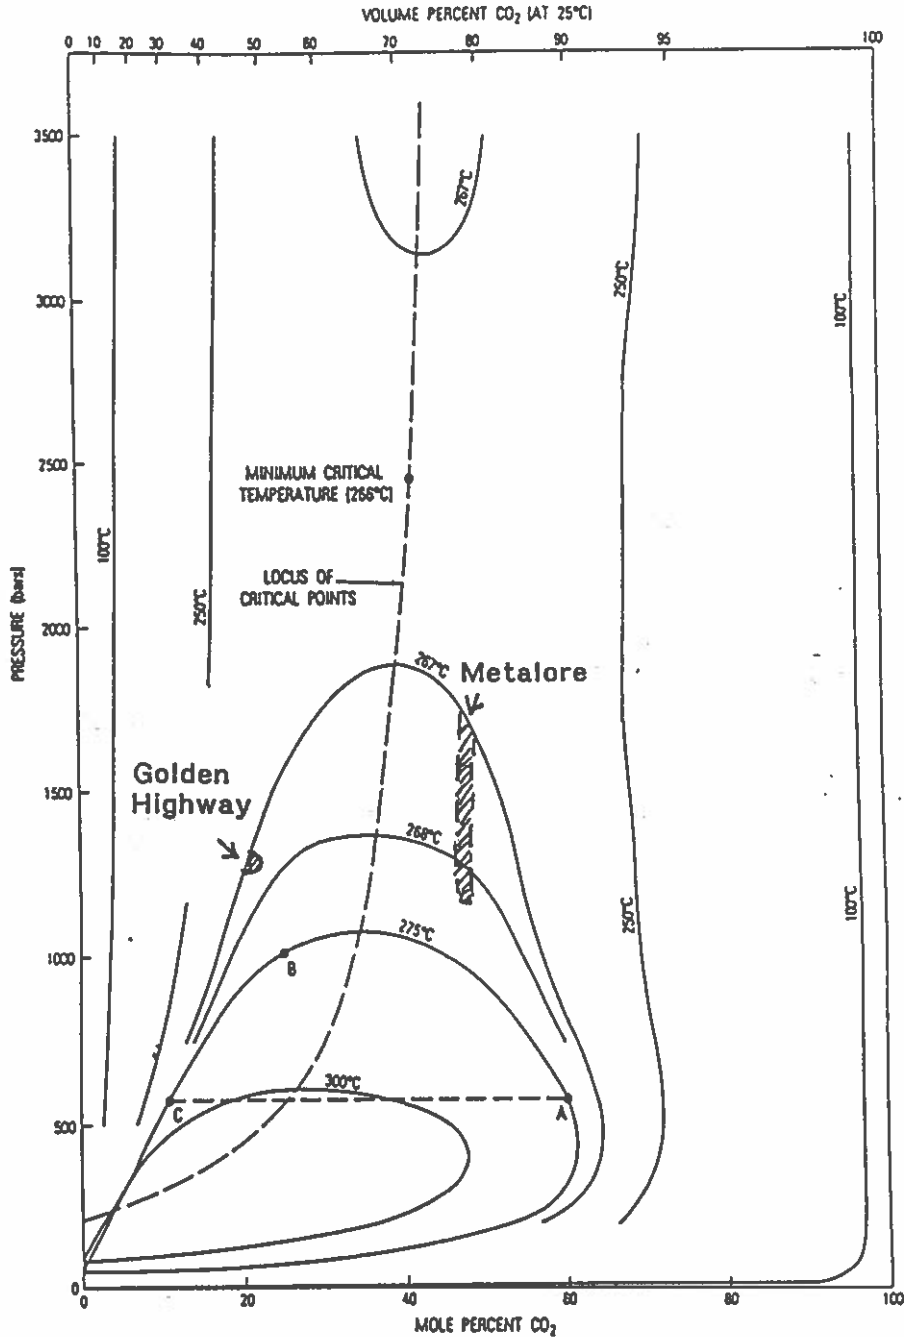 VOLUME PERCENT CO₂ (AT 25°C)
0 10 20 30 40 50 60 70 80 90 95 100
3500
267°C
250°C
3000
100°C
MINIMUM CRITICAL
TEMPERATURE (266°C)
2500
100°C
LOCUS OF
CRITICAL POINTS
250°C
2000
PRESSURE (bars)
267°C
Metalore
Golden
Highway
1500
268°C
250°C
100°C
275°C
1000
B
300°C
C
A
500
0
0 20 40 60 80 100
MOLE PERCENT CO₂